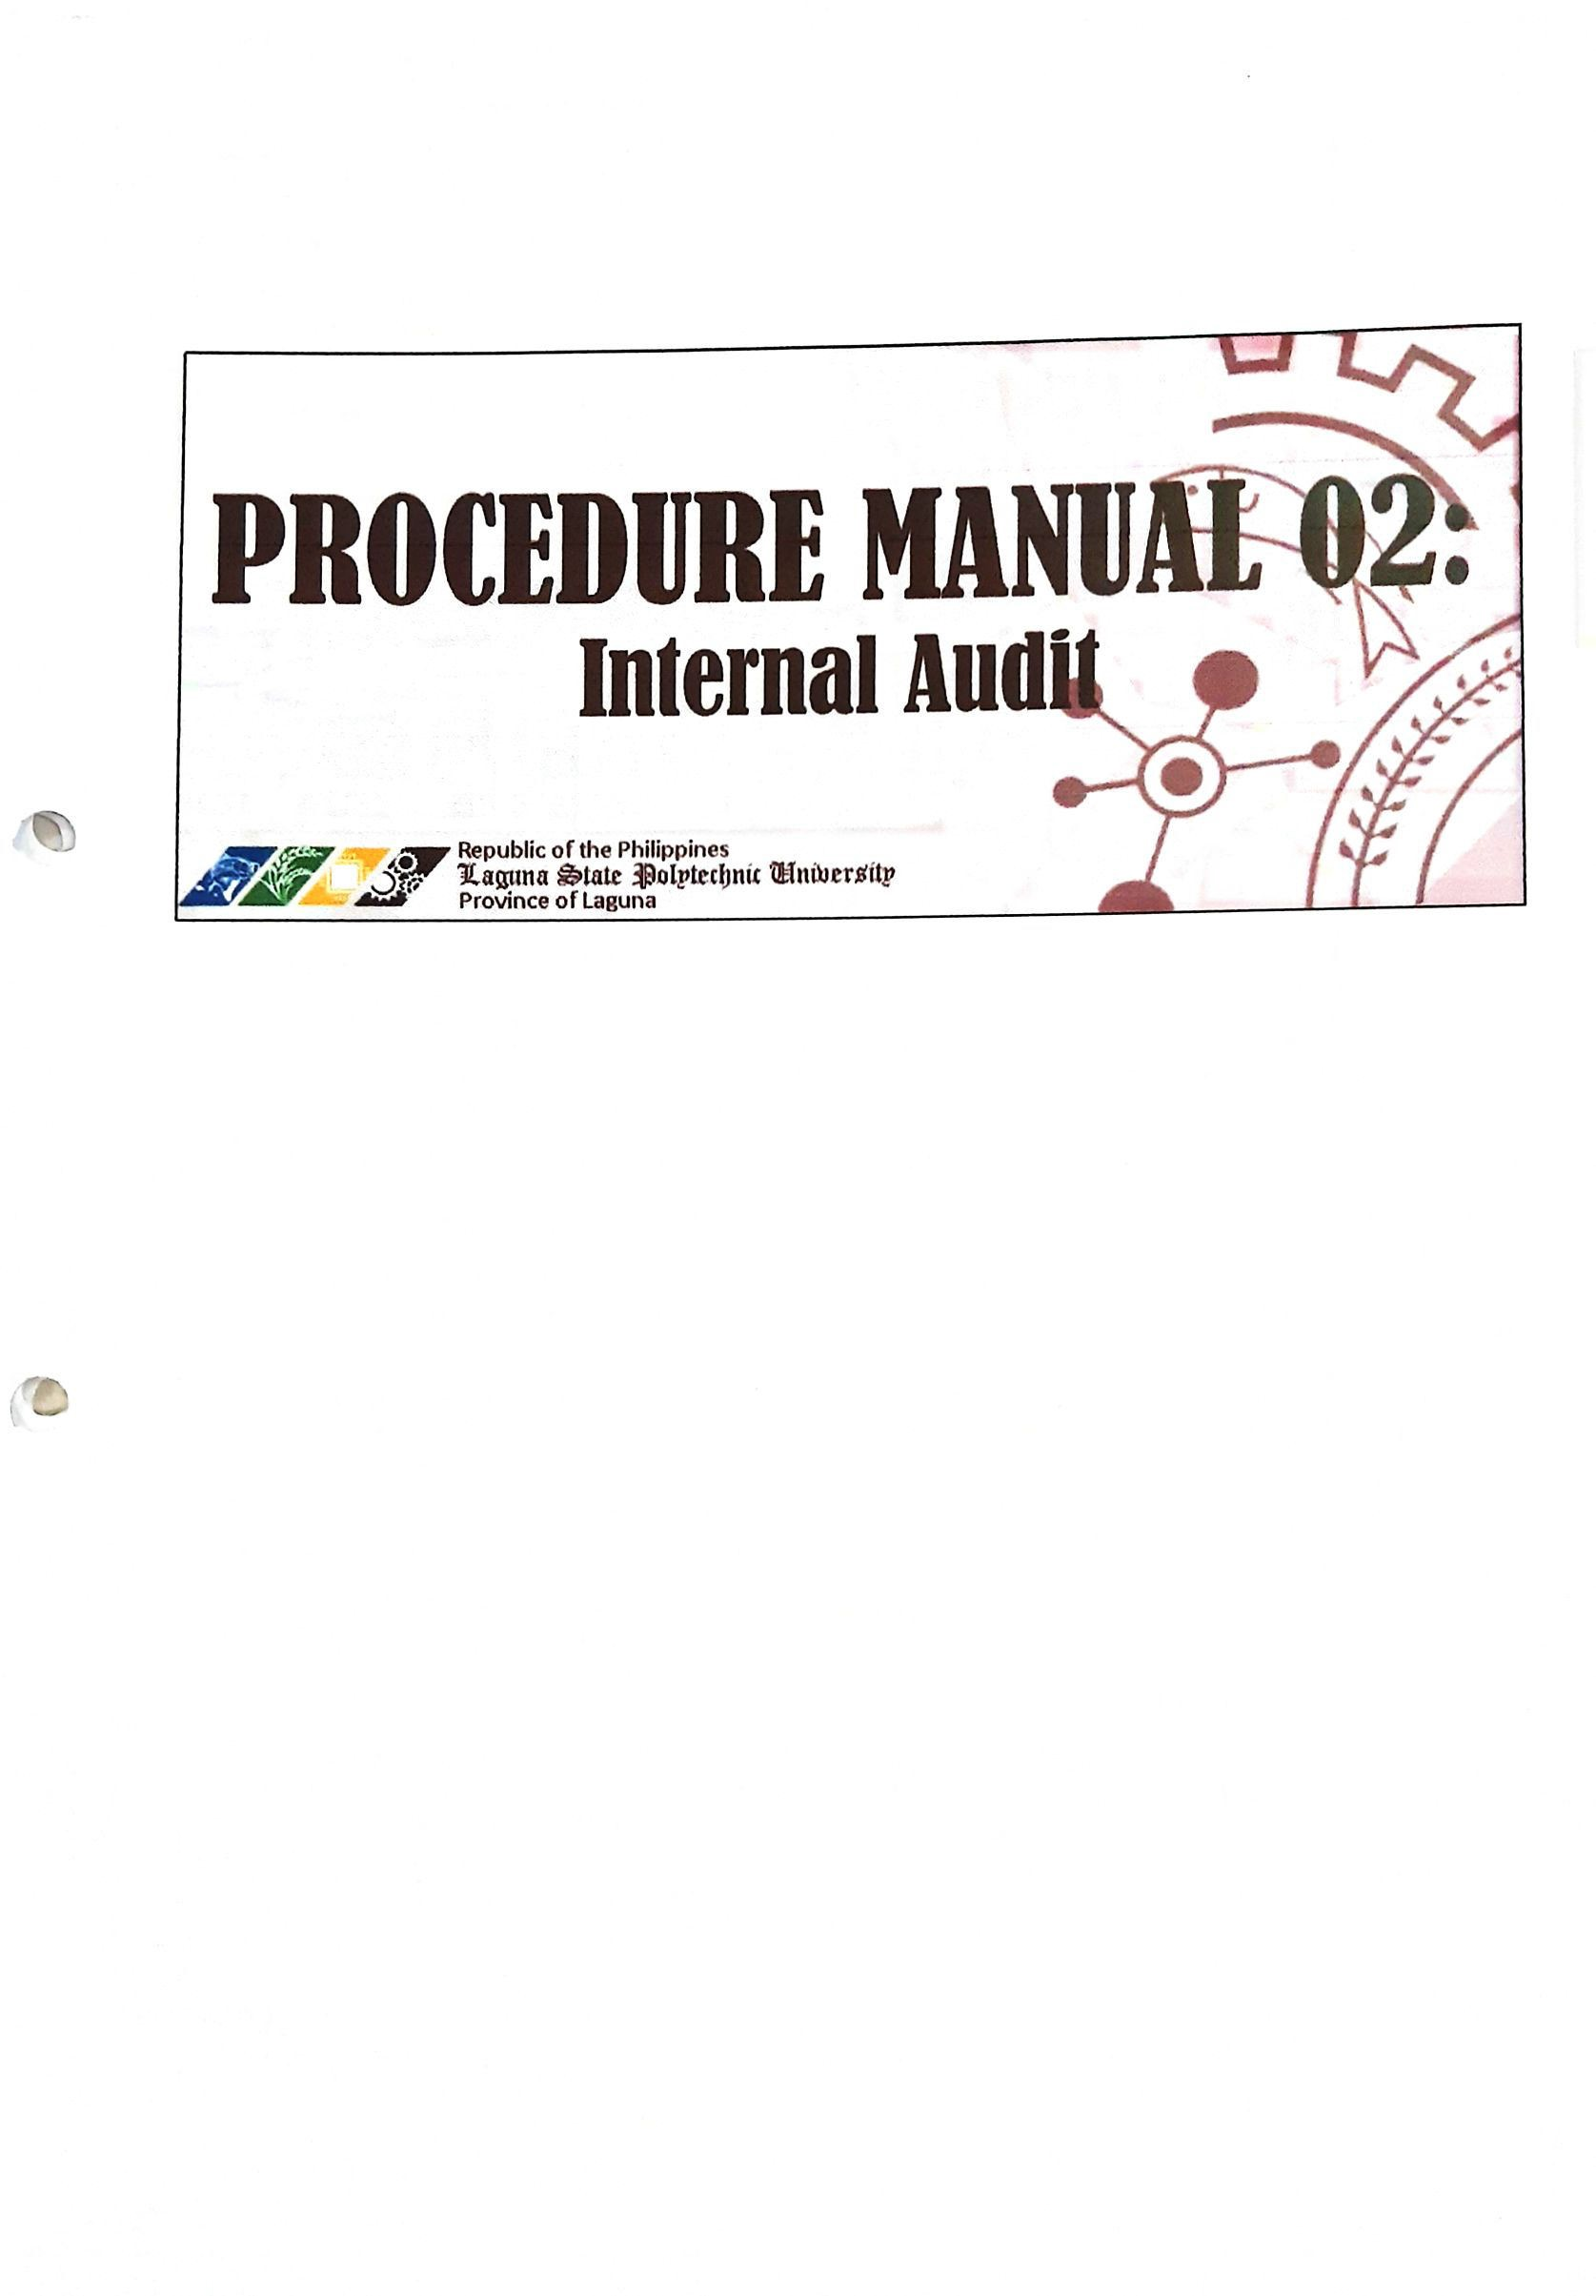 PROCEDURE MANUAL 02:
Internal Audit
Republic of the Philippines
Laguna State Polytechnic University
Province of Laguna